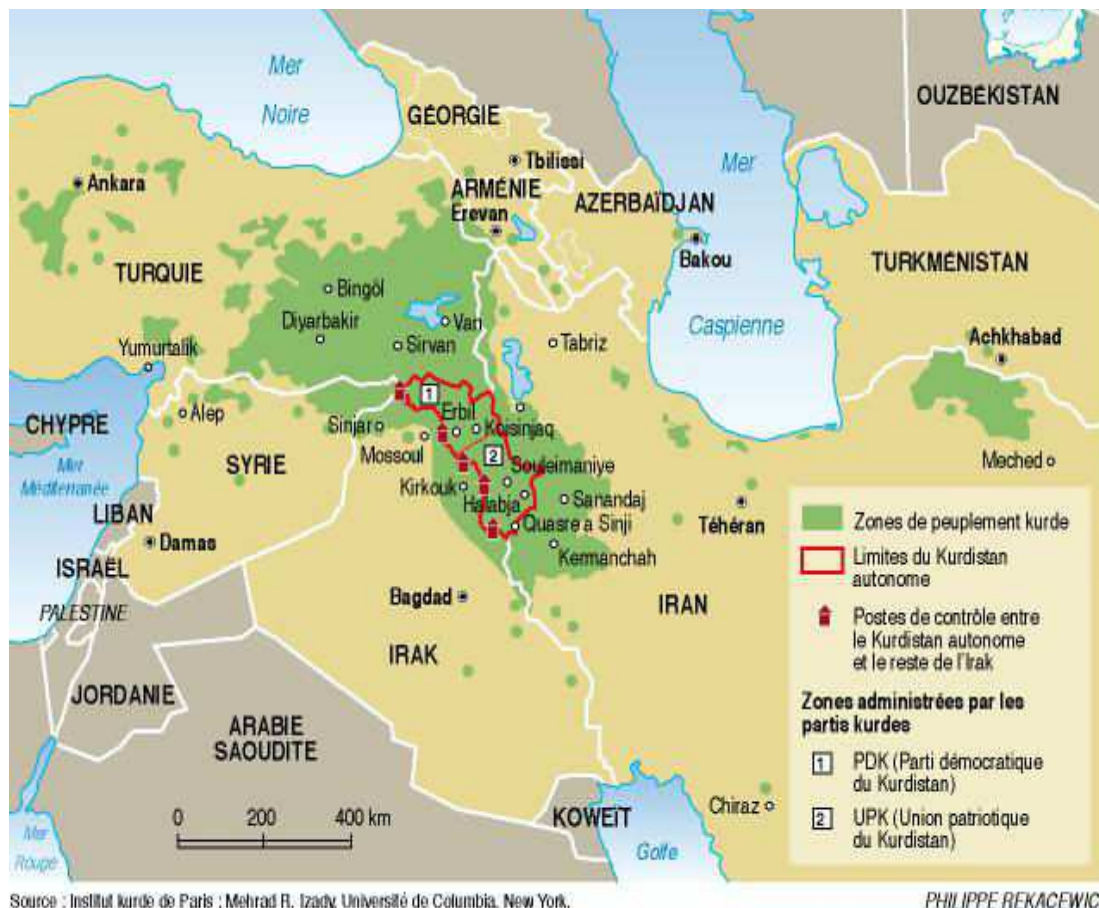 Mer
Noire
GÉORGIE
Tbilissi
OUZBÉKISTAN
Mer
Caspienne
Ankara
ARMÉNIE
Erevan
AZERBAÏDJAN
Bakou
TURKMÉNISTAN
TURQUIE
Bingöl
Diyarbakir
Van
Sirvan
Tabriz
Achkhabad
Yumurtalik
CHYPRE
Alep
Sinjar
1
Erbil
Koisinjaq
Mossoul
2
Souleimaniye
Meched
SYRIE
Mer
Méditerranée
Kirkouk
Halabja
Sanandaj
Quasre a Sinji
Kermanchah
Téhéran
LIBAN
Damas
ISRAËL
PALESTINE
Bagdad
IRAN
IRAK
JORDANIE
ARABIE
SAOUDITE
KOWEÏT
Golfe
Chiraz
Mer
Rouge
0 200 400 km
Zones de peuplement kurde
Limites du Kurdistan
autonome
Postes de contrôle entre
le Kurdistan autonome
et le reste de l'Irak
Zones administrées par les
partis kurdes
1 PDK (Parti démocratique
du Kurdistan)
2 UPK (Union patriotique
du Kurdistan)
Source : Institut kurde de Paris ; Mehrad R. Izady, Université de Columbia, New York.
PHILIPPE REKACEWIC